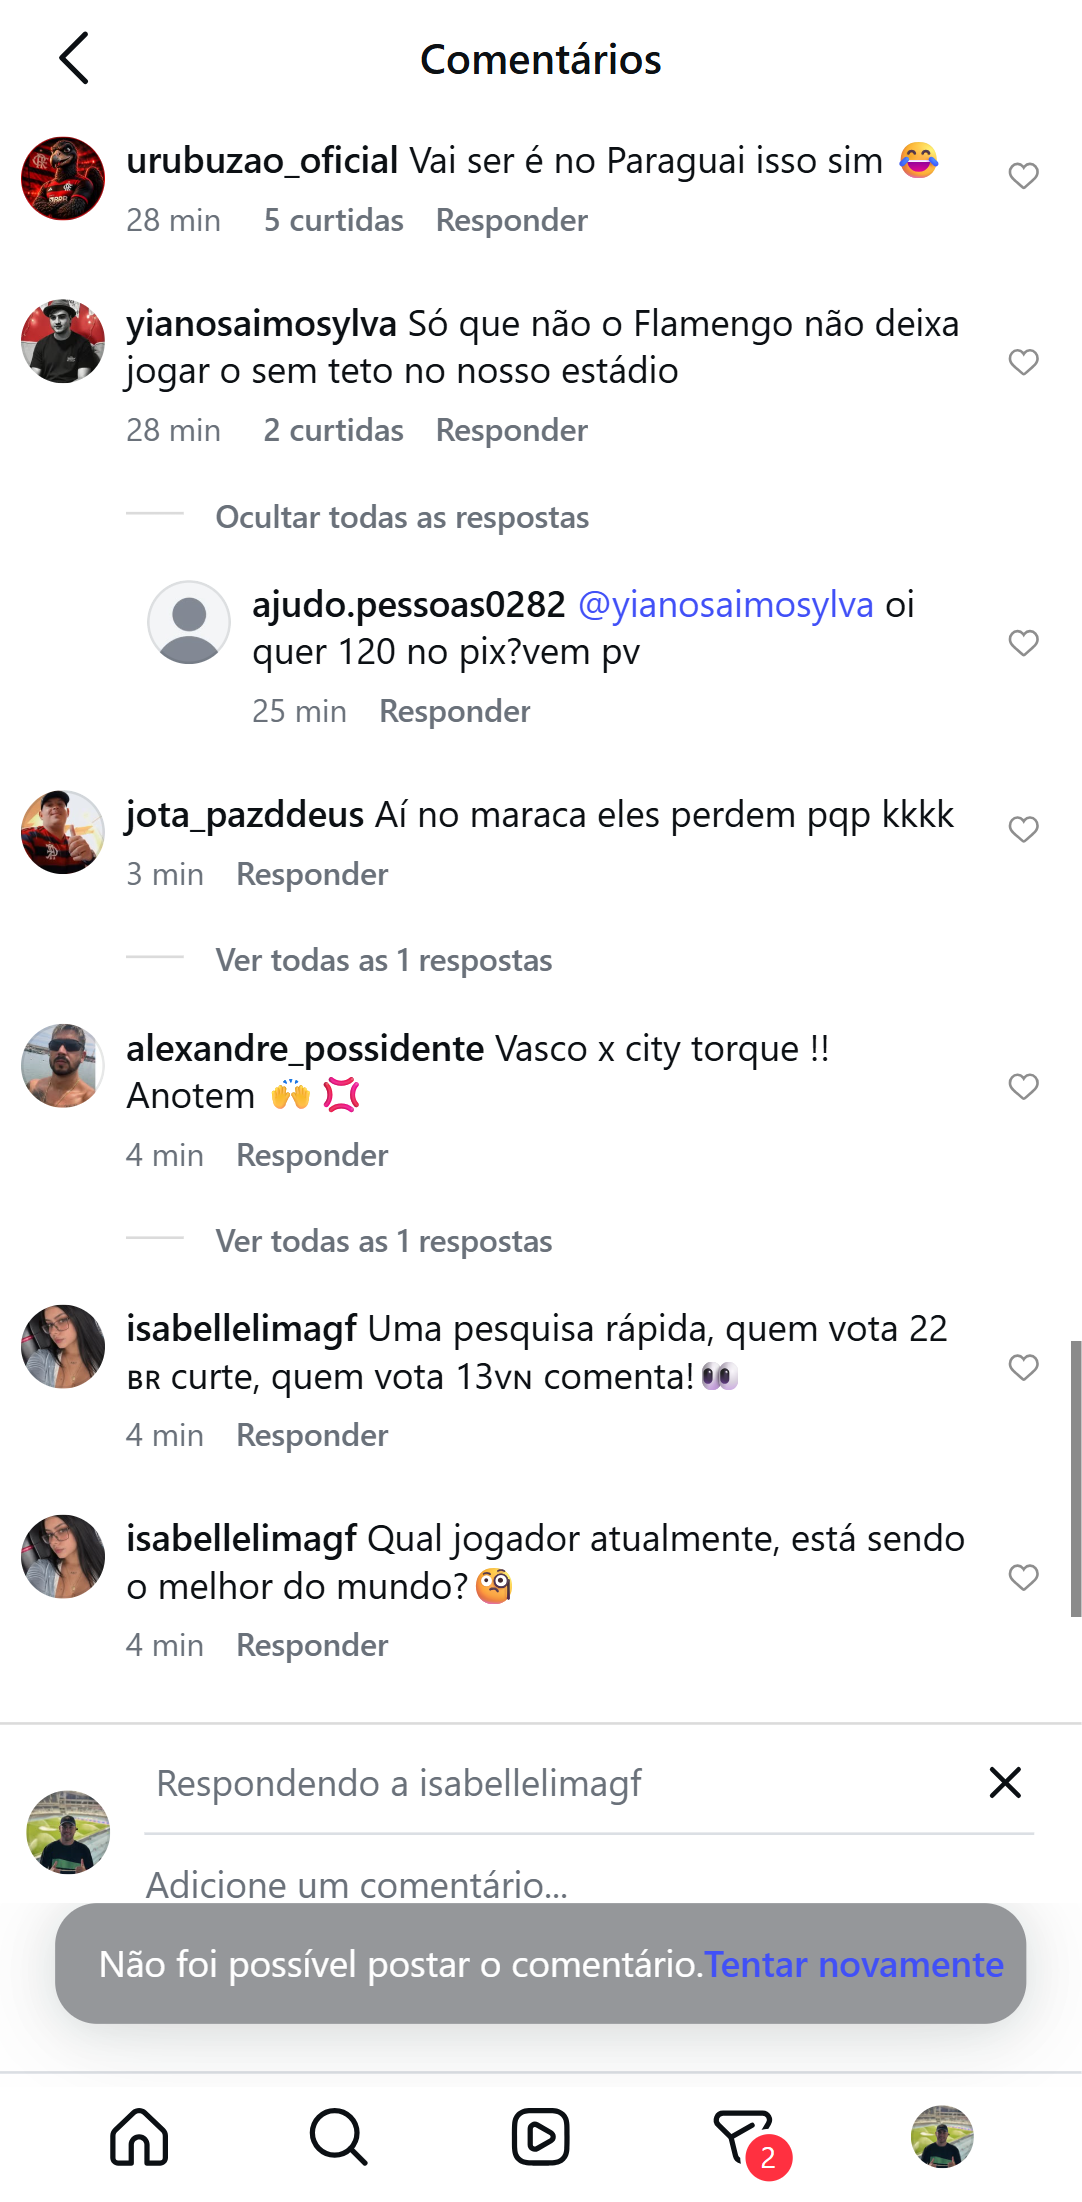 Comentários
urubuzao_oficial Vai ser é no Paraguai isso sim 😂
28 min 5 curtidas Responder
yianosaimosylva Só que não o Flamengo não deixa
jogar o sem teto no nosso estádio
28 min 2 curtidas Responder
Ocultar todas as respostas
ajudo.pessoas0282 @yianosaimosylva oi
quer 120 no pix?vem pv
25 min Responder
jota_pazddeus Aí no maraca eles perdem pqp kkkk
3 min Responder
Ver todas as 1 respostas
alexandre_possidente Vasco x city torque !!
Anotem 🙌💢
4 min Responder
Ver todas as 1 respostas
isabellelimagf Uma pesquisa rápida, quem vota 22
BR curte, quem vota 13VN comenta!👀
4 min Responder
isabellelimagf Qual jogador atualmente, está sendo
o melhor do mundo?🧐
4 min Responder
Respondendo a isabellelimagf
Adicione um comentário...
Não foi possível postar o comentário.Tentar novamente
2